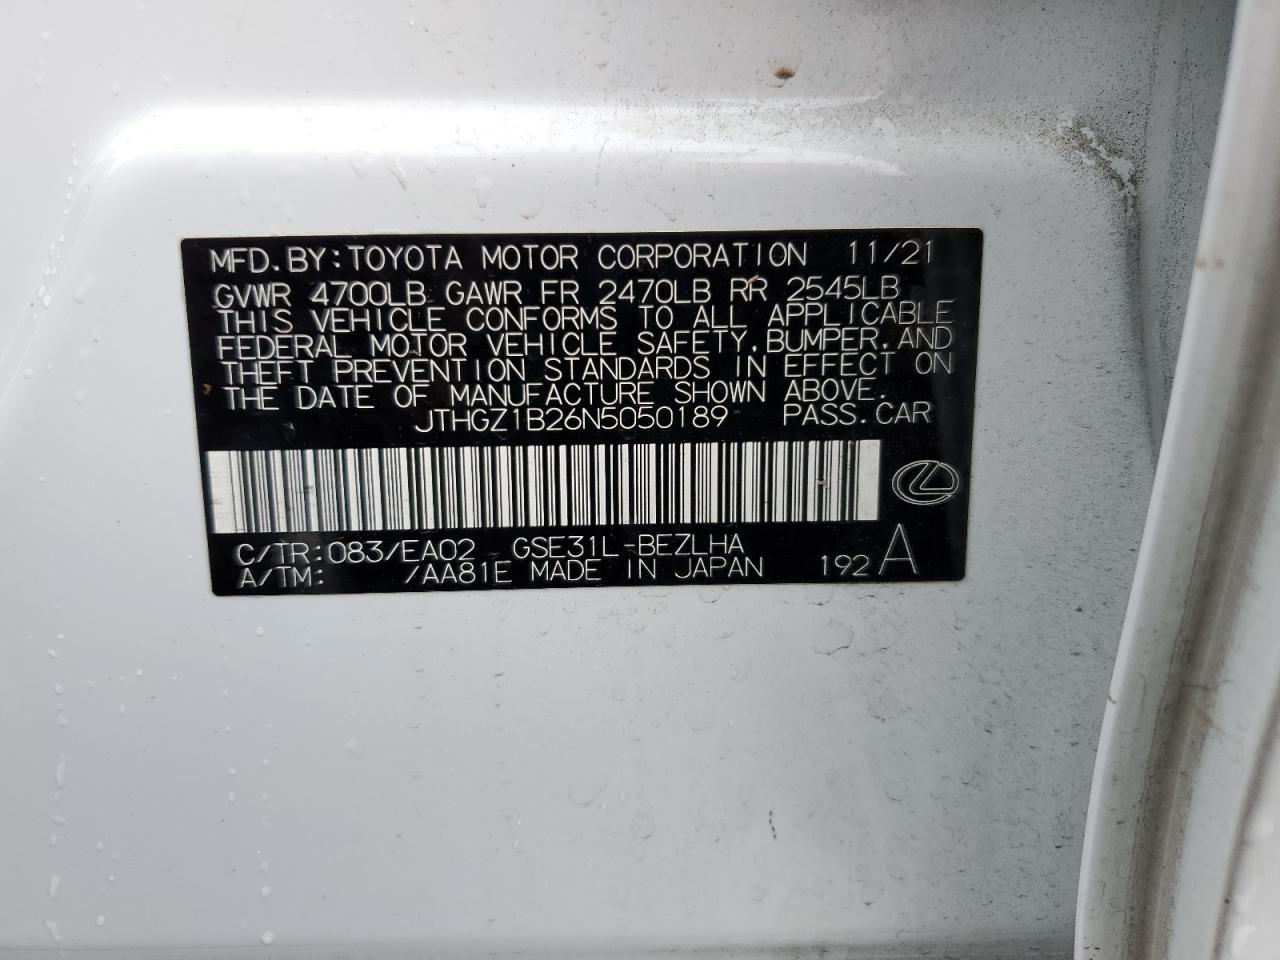 MFD. BY: TOYOTA MOTOR CORPORATION 11/21
GVWR 4700LB GAWR FR 2470LB RR 2545LB
THIS VEHICLE CONFORMS TO ALL APPLICABLE
FEDERAL MOTOR VEHICLE SAFETY, BUMPER, AND
THEFT PREVENTION STANDARDS IN EFFECT ON
THE DATE OF MANUFACTURE SHOWN ABOVE.
JTHGZ1B26N5050189 PASS. CAR
C/TR: 083/EA02 GSE31L-BEZLHA
A/TM: /AA81E MADE IN JAPAN 192 A